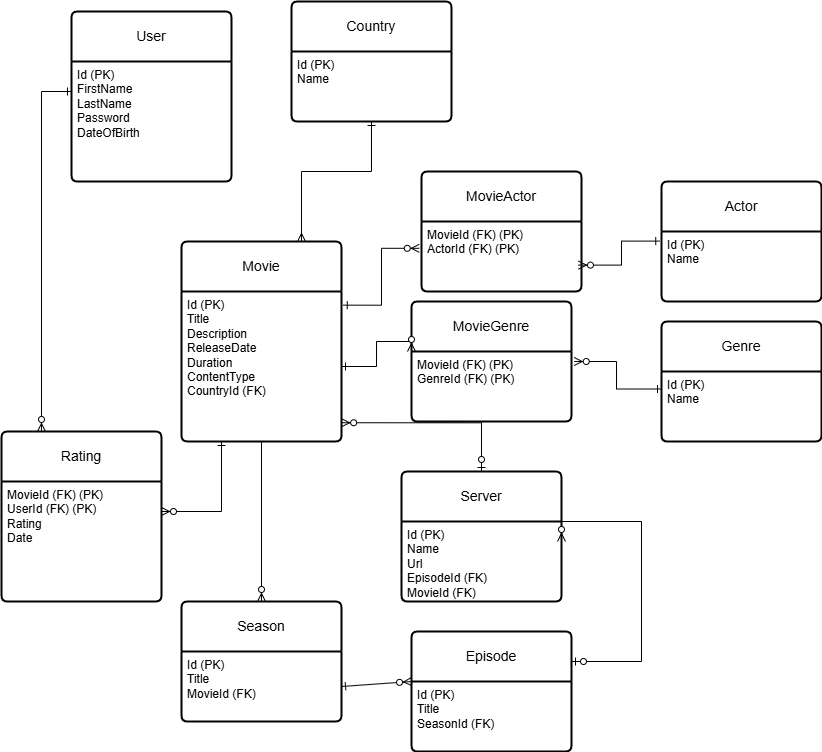 User
Id (PK)
FirstName
LastName
Password
DateOfBirth
Country
Id (PK)
Name
MovieActor
MovieId (FK) (PK)
ActorId (FK) (PK)
Actor
Id (PK)
Name
Movie
Id (PK)
Title
Description
ReleaseDate
Duration
ContentType
CountryId (FK)
MovieGenre
MovieId (FK) (PK)
GenreId (FK) (PK)
Genre
Id (PK)
Name
Rating
MovieId (FK) (PK)
UserId (FK) (PK)
Rating
Date
Server
Id (PK)
Name
Url
EpisodeId (FK)
MovieId (FK)
Season
Id (PK)
Title
MovieId (FK)
Episode
Id (PK)
Title
SeasonId (FK)